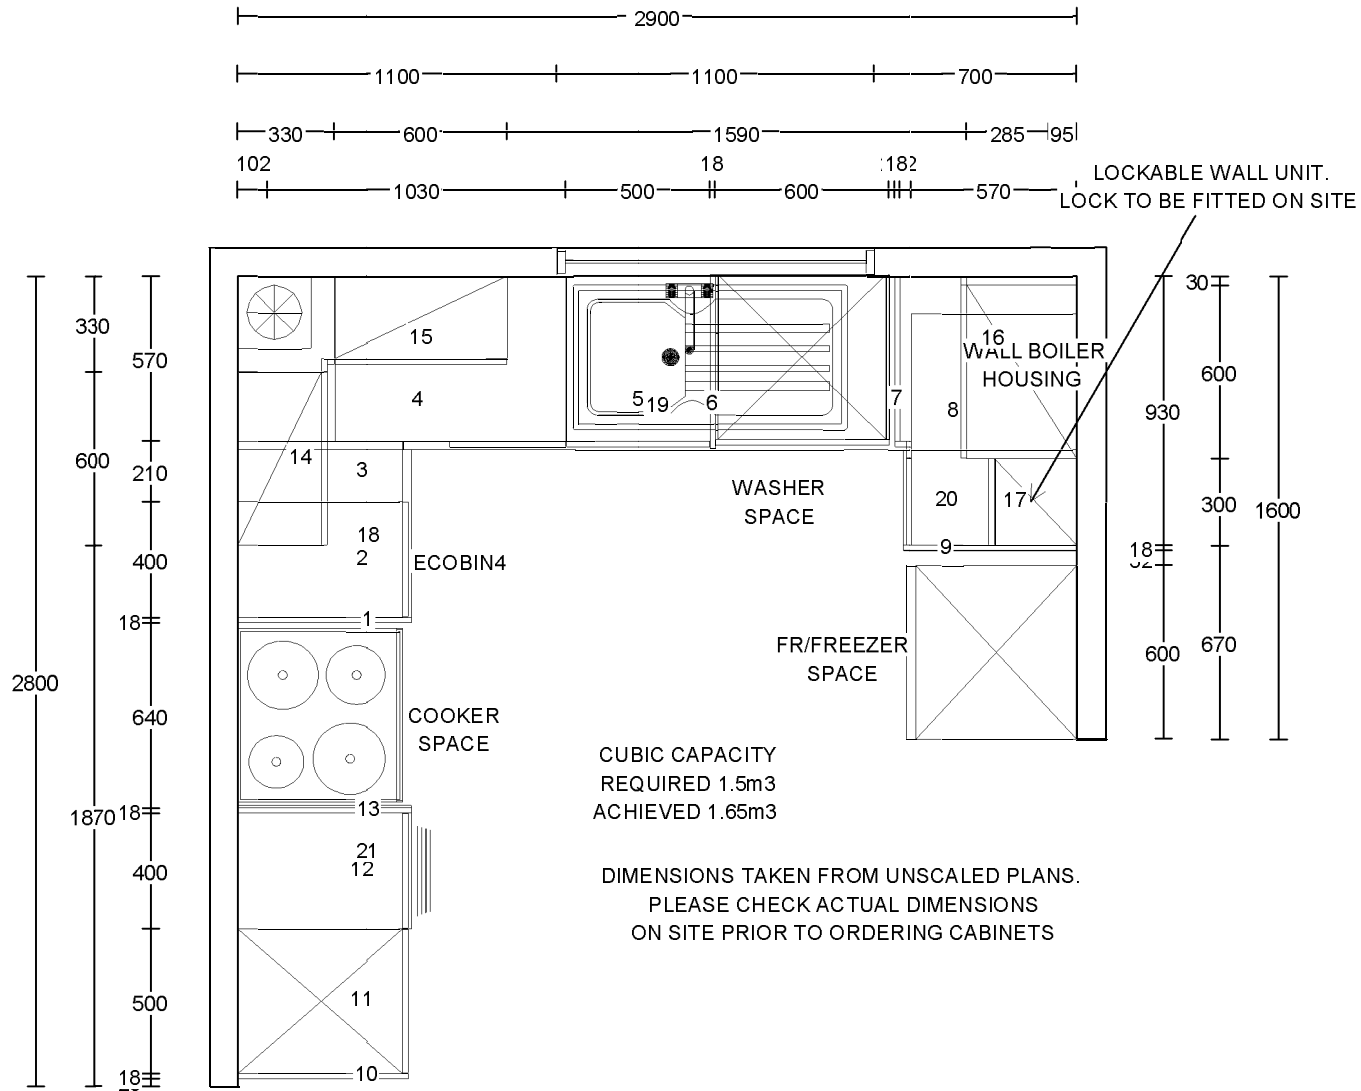 2900
1100 1100 700
330 600 1590 285 95
102 18
1030 500 600 570
LOCKABLE WALL UNIT.
LOCK TO BE FITTED ON SITE
30
330
570
15
16
WALL BOILER
HOUSING
600
4
5
19
6
7
8
930
600
14
3
210
WASHER
SPACE
20
17
300
1600
18
2
ECOBIN4
400
9
18
1
18
FR/FREEZER
SPACE
600
670
2800
640
COOKER
SPACE
CUBIC CAPACITY
REQUIRED 1.5m3
ACHIEVED 1.65m3
1870
18
13
21
12
400
DIMENSIONS TAKEN FROM UNSCALED PLANS.
PLEASE CHECK ACTUAL DIMENSIONS
ON SITE PRIOR TO ORDERING CABINETS
500
11
18
10